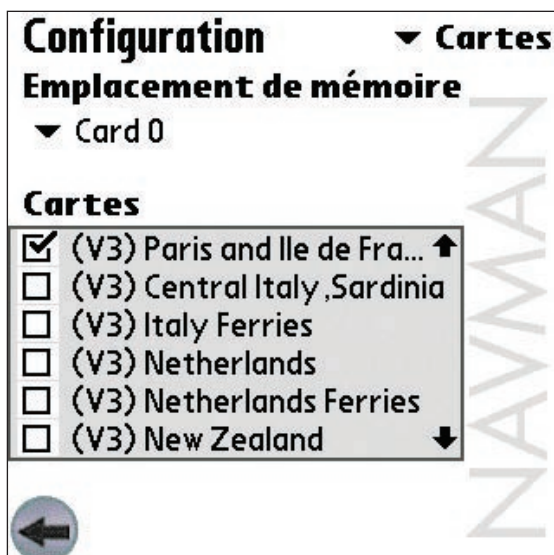 Configuration
Cartes
Emplacement de mémoire
Card 0
Cartes
(V3) Paris and Ile de Fra...
(V3) Central Italy ,Sardinia
(V3) Italy Ferries
(V3) Netherlands
(V3) Netherlands Ferries
(V3) New Zealand
NAVMAN